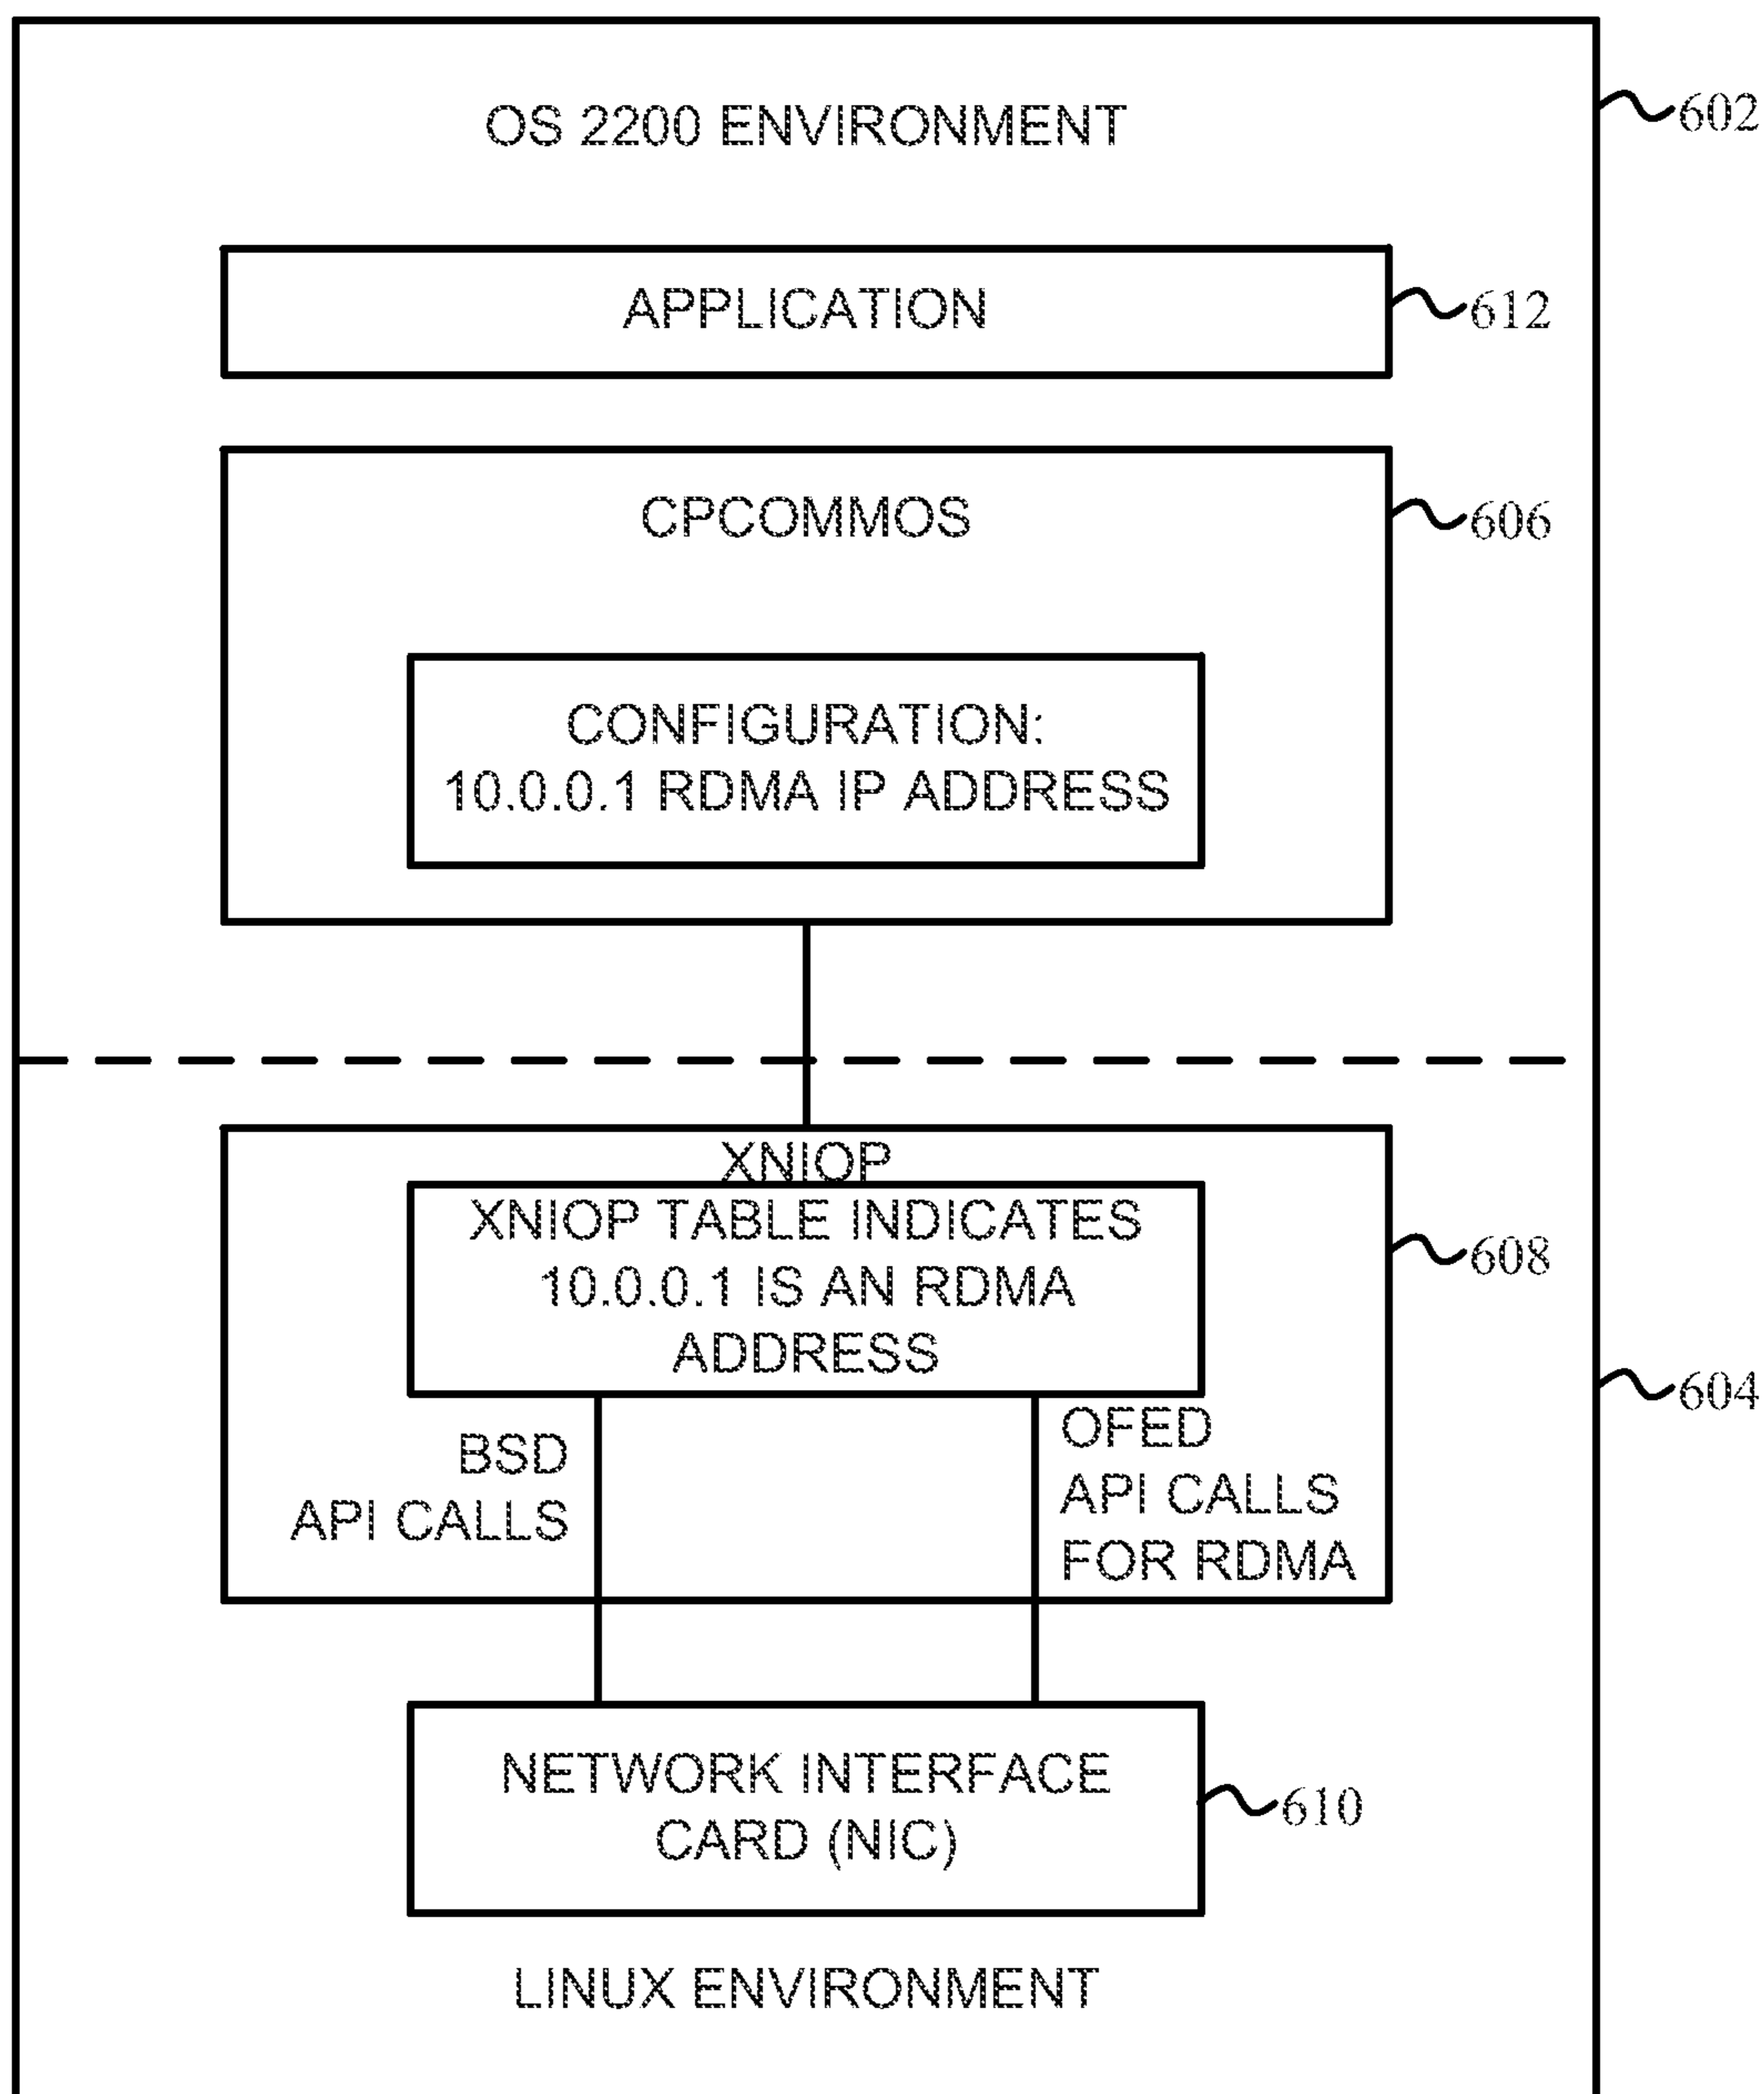 OS 2200 ENVIRONMENT
602
APPLICATION
612
CPCOMMOS
606
CONFIGURATION:
10.0.0.1 RDMA IP ADDRESS
XNIOP
XNIOP TABLE INDICATES
10.0.0.1 IS AN RDMA
ADDRESS
608
604
BSD
API CALLS
OFED
API CALLS
FOR RDMA
NETWORK INTERFACE
CARD (NIC)
610
LINUX ENVIRONMENT